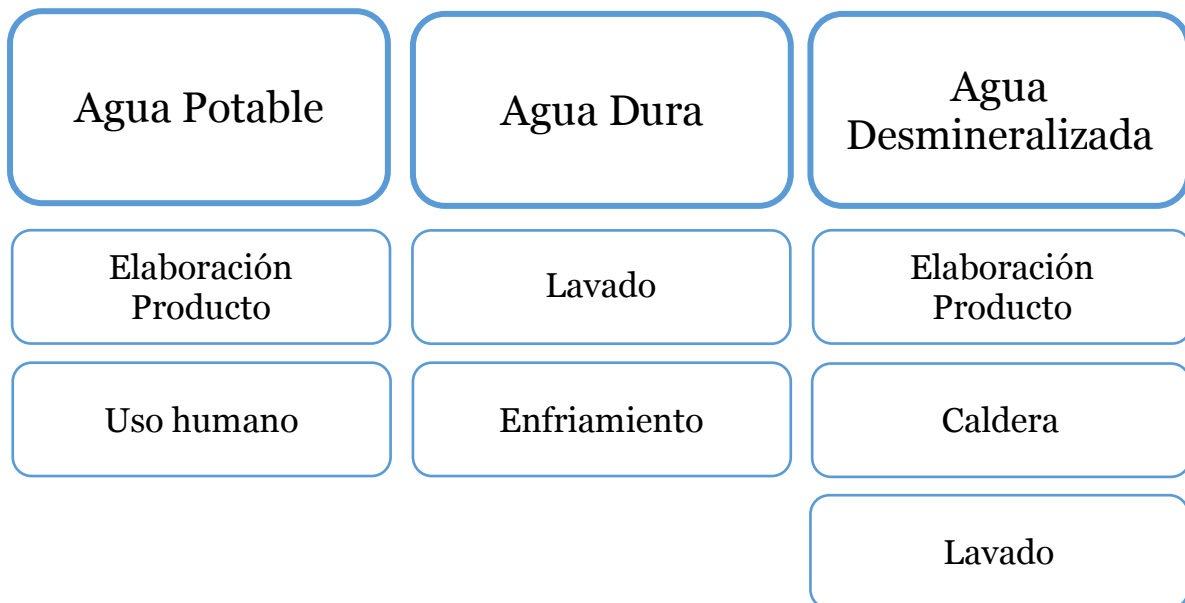 Agua Potable
Agua Dura
Agua
Desmineralizada
Elaboración
Producto
Lavado
Elaboración
Producto
Uso humano
Enfriamiento
Caldera
Lavado